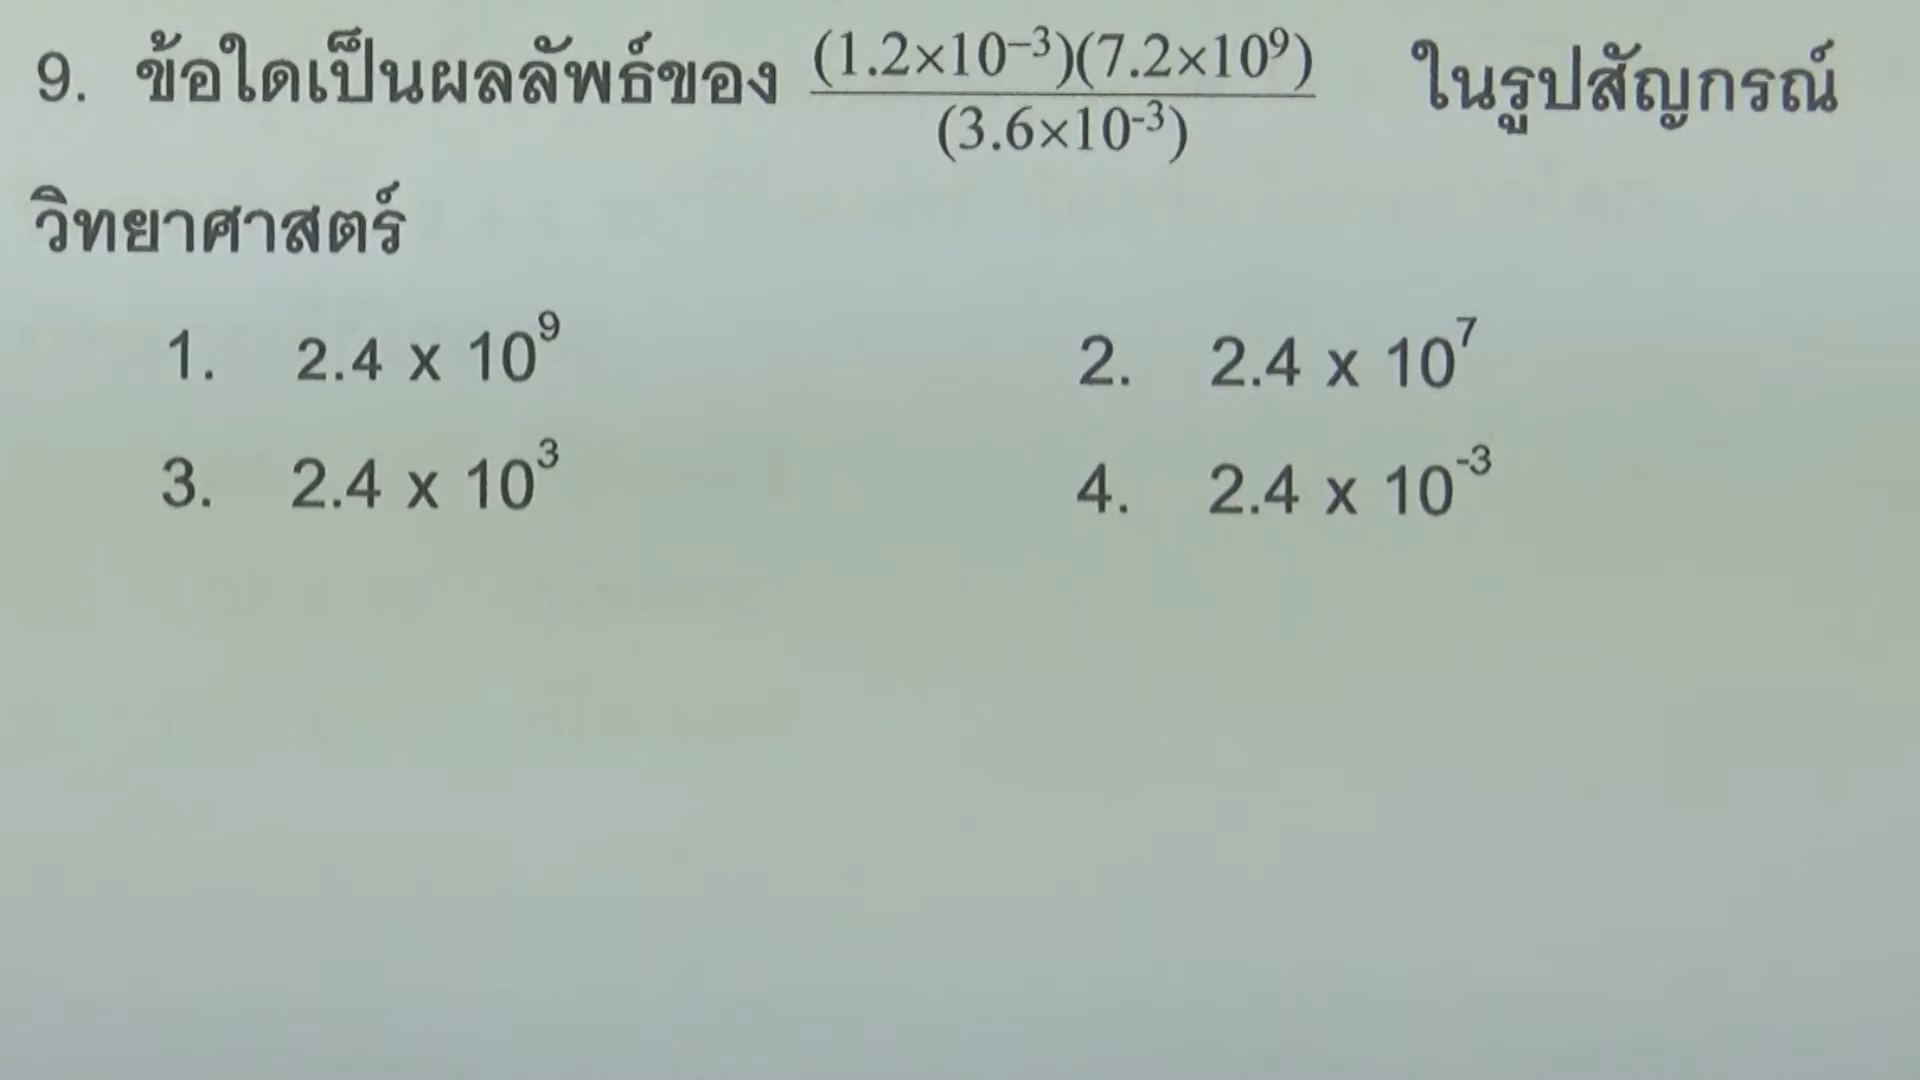 9. ข้อใดเป็นผลลัพธ์ของ (1.2×10⁻³)(7.2×10⁹) / (3.6×10⁻³) ในรูปสัญกรณ์
วิทยาศาสตร์
1. 2.4 x 10⁹ 2. 2.4 x 10⁷
3. 2.4 x 10³ 4. 2.4 x 10⁻³